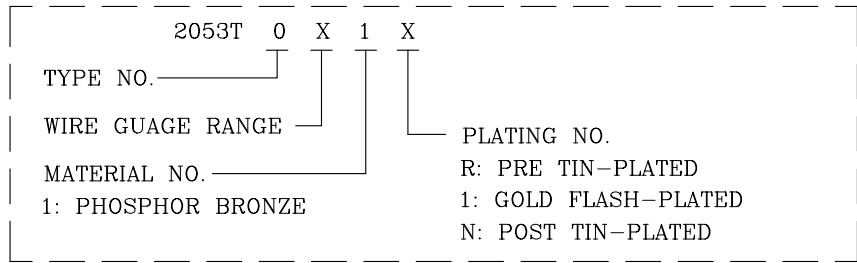 2053T 0 X 1 X
TYPE NO.
WIRE GUAGE RANGE
PLATING NO.
R: PRE TIN-PLATED
MATERIAL NO.
1: GOLD FLASH-PLATED
1: PHOSPHOR BRONZE
N: POST TIN-PLATED